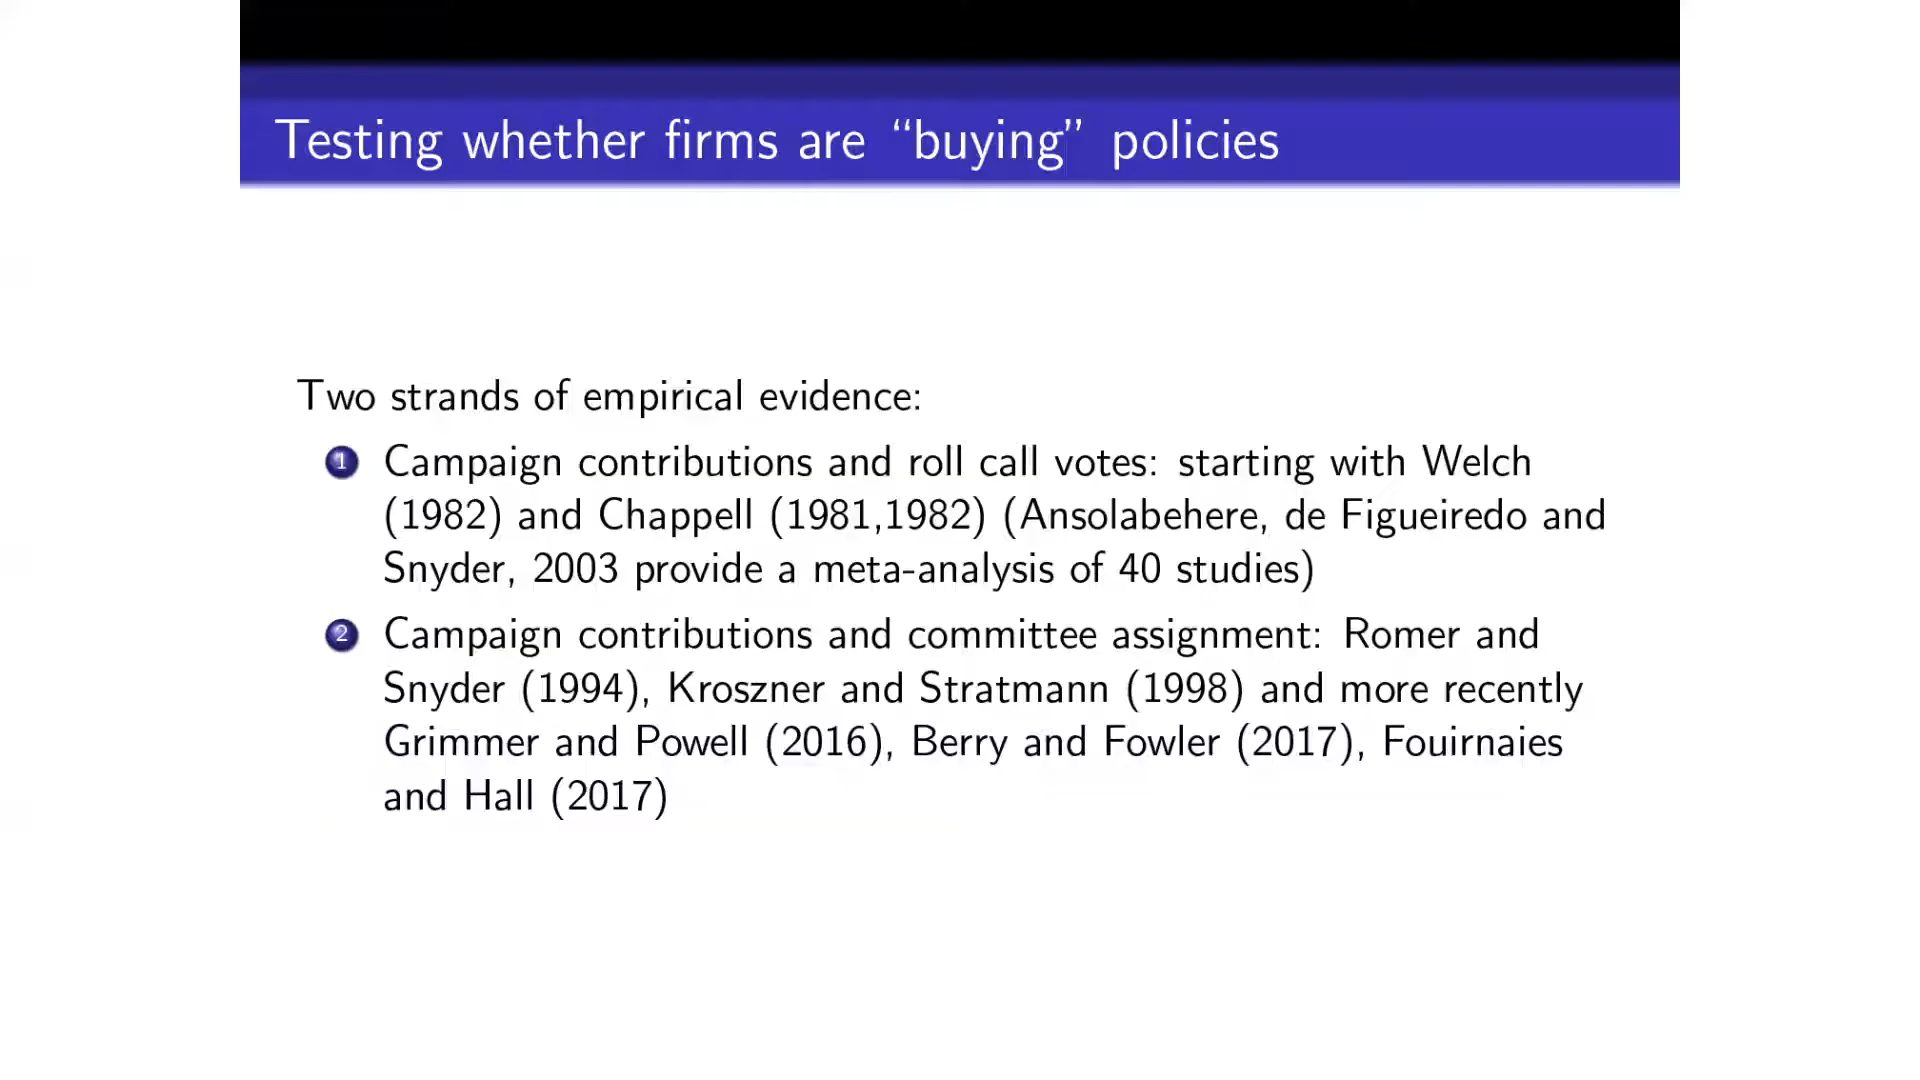 Testing whether firms are “buying” policies
Two strands of empirical evidence:
1 Campaign contributions and roll call votes: starting with Welch
(1982) and Chappell (1981,1982) (Ansolabehere, de Figueiredo and
Snyder, 2003 provide a meta-analysis of 40 studies)
2 Campaign contributions and committee assignment: Romer and
Snyder (1994), Kroszner and Stratmann (1998) and more recently
Grimmer and Powell (2016), Berry and Fowler (2017), Fouirnaies
and Hall (2017)